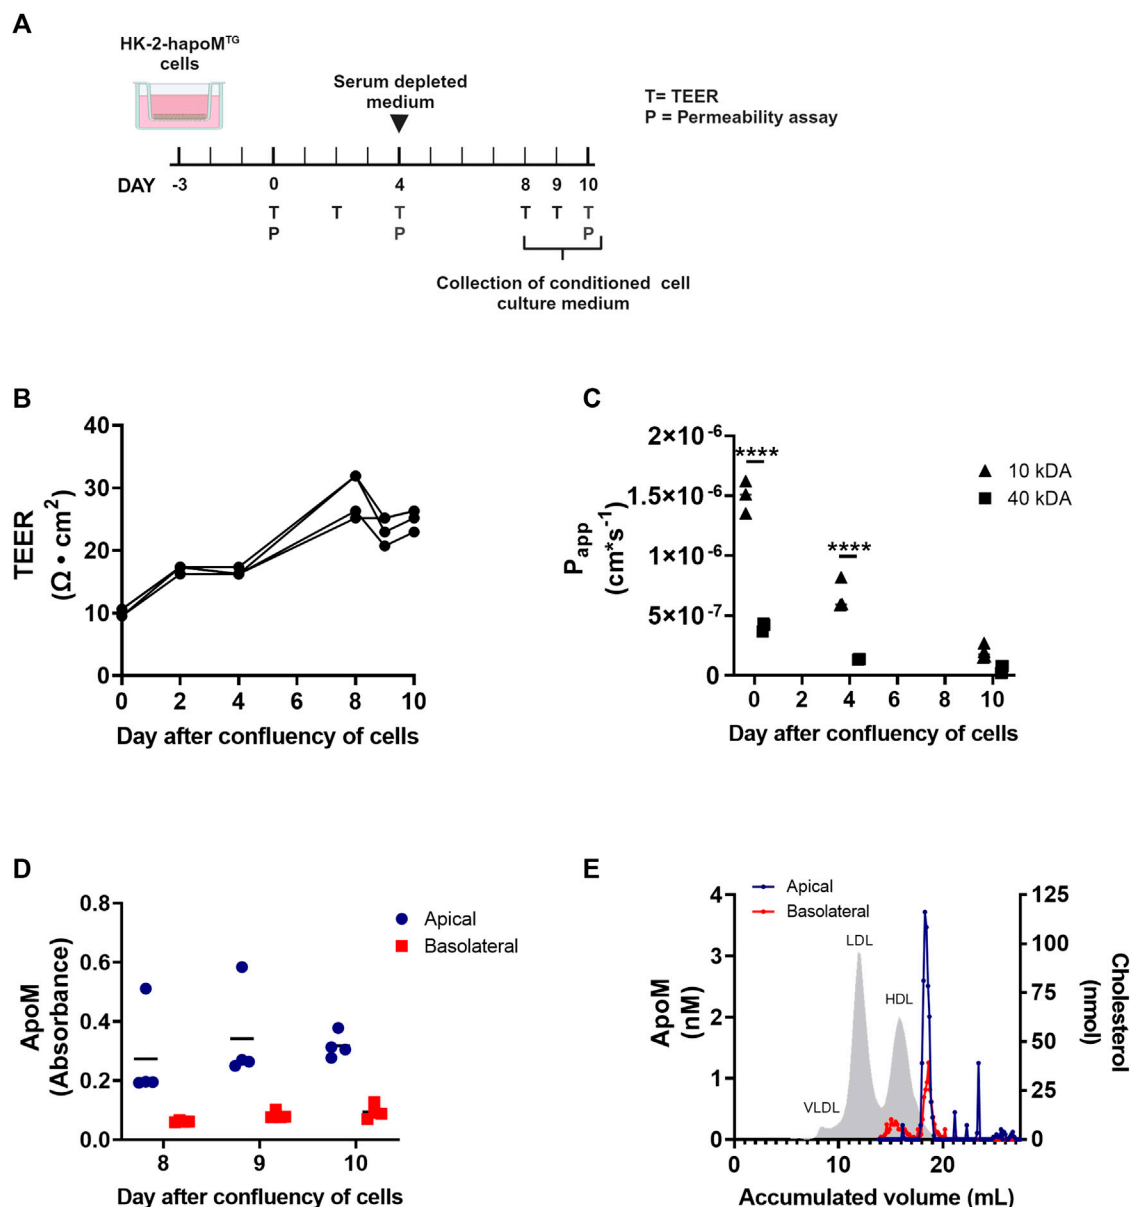 A
HK-2-hapoMTG
cells
Serum depleted
medium
T= TEER
P = Permeability assay
DAY -3 0 4 8 9 10
T T T T T T
P P P
Collection of conditioned cell
culture medium
B
40
30
20
10
0
TEER
(Ω • cm2)
0 2 4 6 8 10
Day after confluency of cells
C
2×10-6
1.5×10-6
1×10-6
5×10-7
0
Papp
(cm*s-1)
****
****
10 kDA
40 kDA
0 2 4 6 8 10
Day after confluency of cells
D
0.8
0.6
0.4
0.2
0.0
ApoM
(Absorbance)
Apical
Basolateral
8 9 10
Day after confluency of cells
E
Apical
Basolateral
4
3
2
1
0
ApoM
(nM)
VLDL
LDL
HDL
125
100
75
50
25
0
Cholesterol
(nmol)
0 10 20
Accumulated volume (mL)